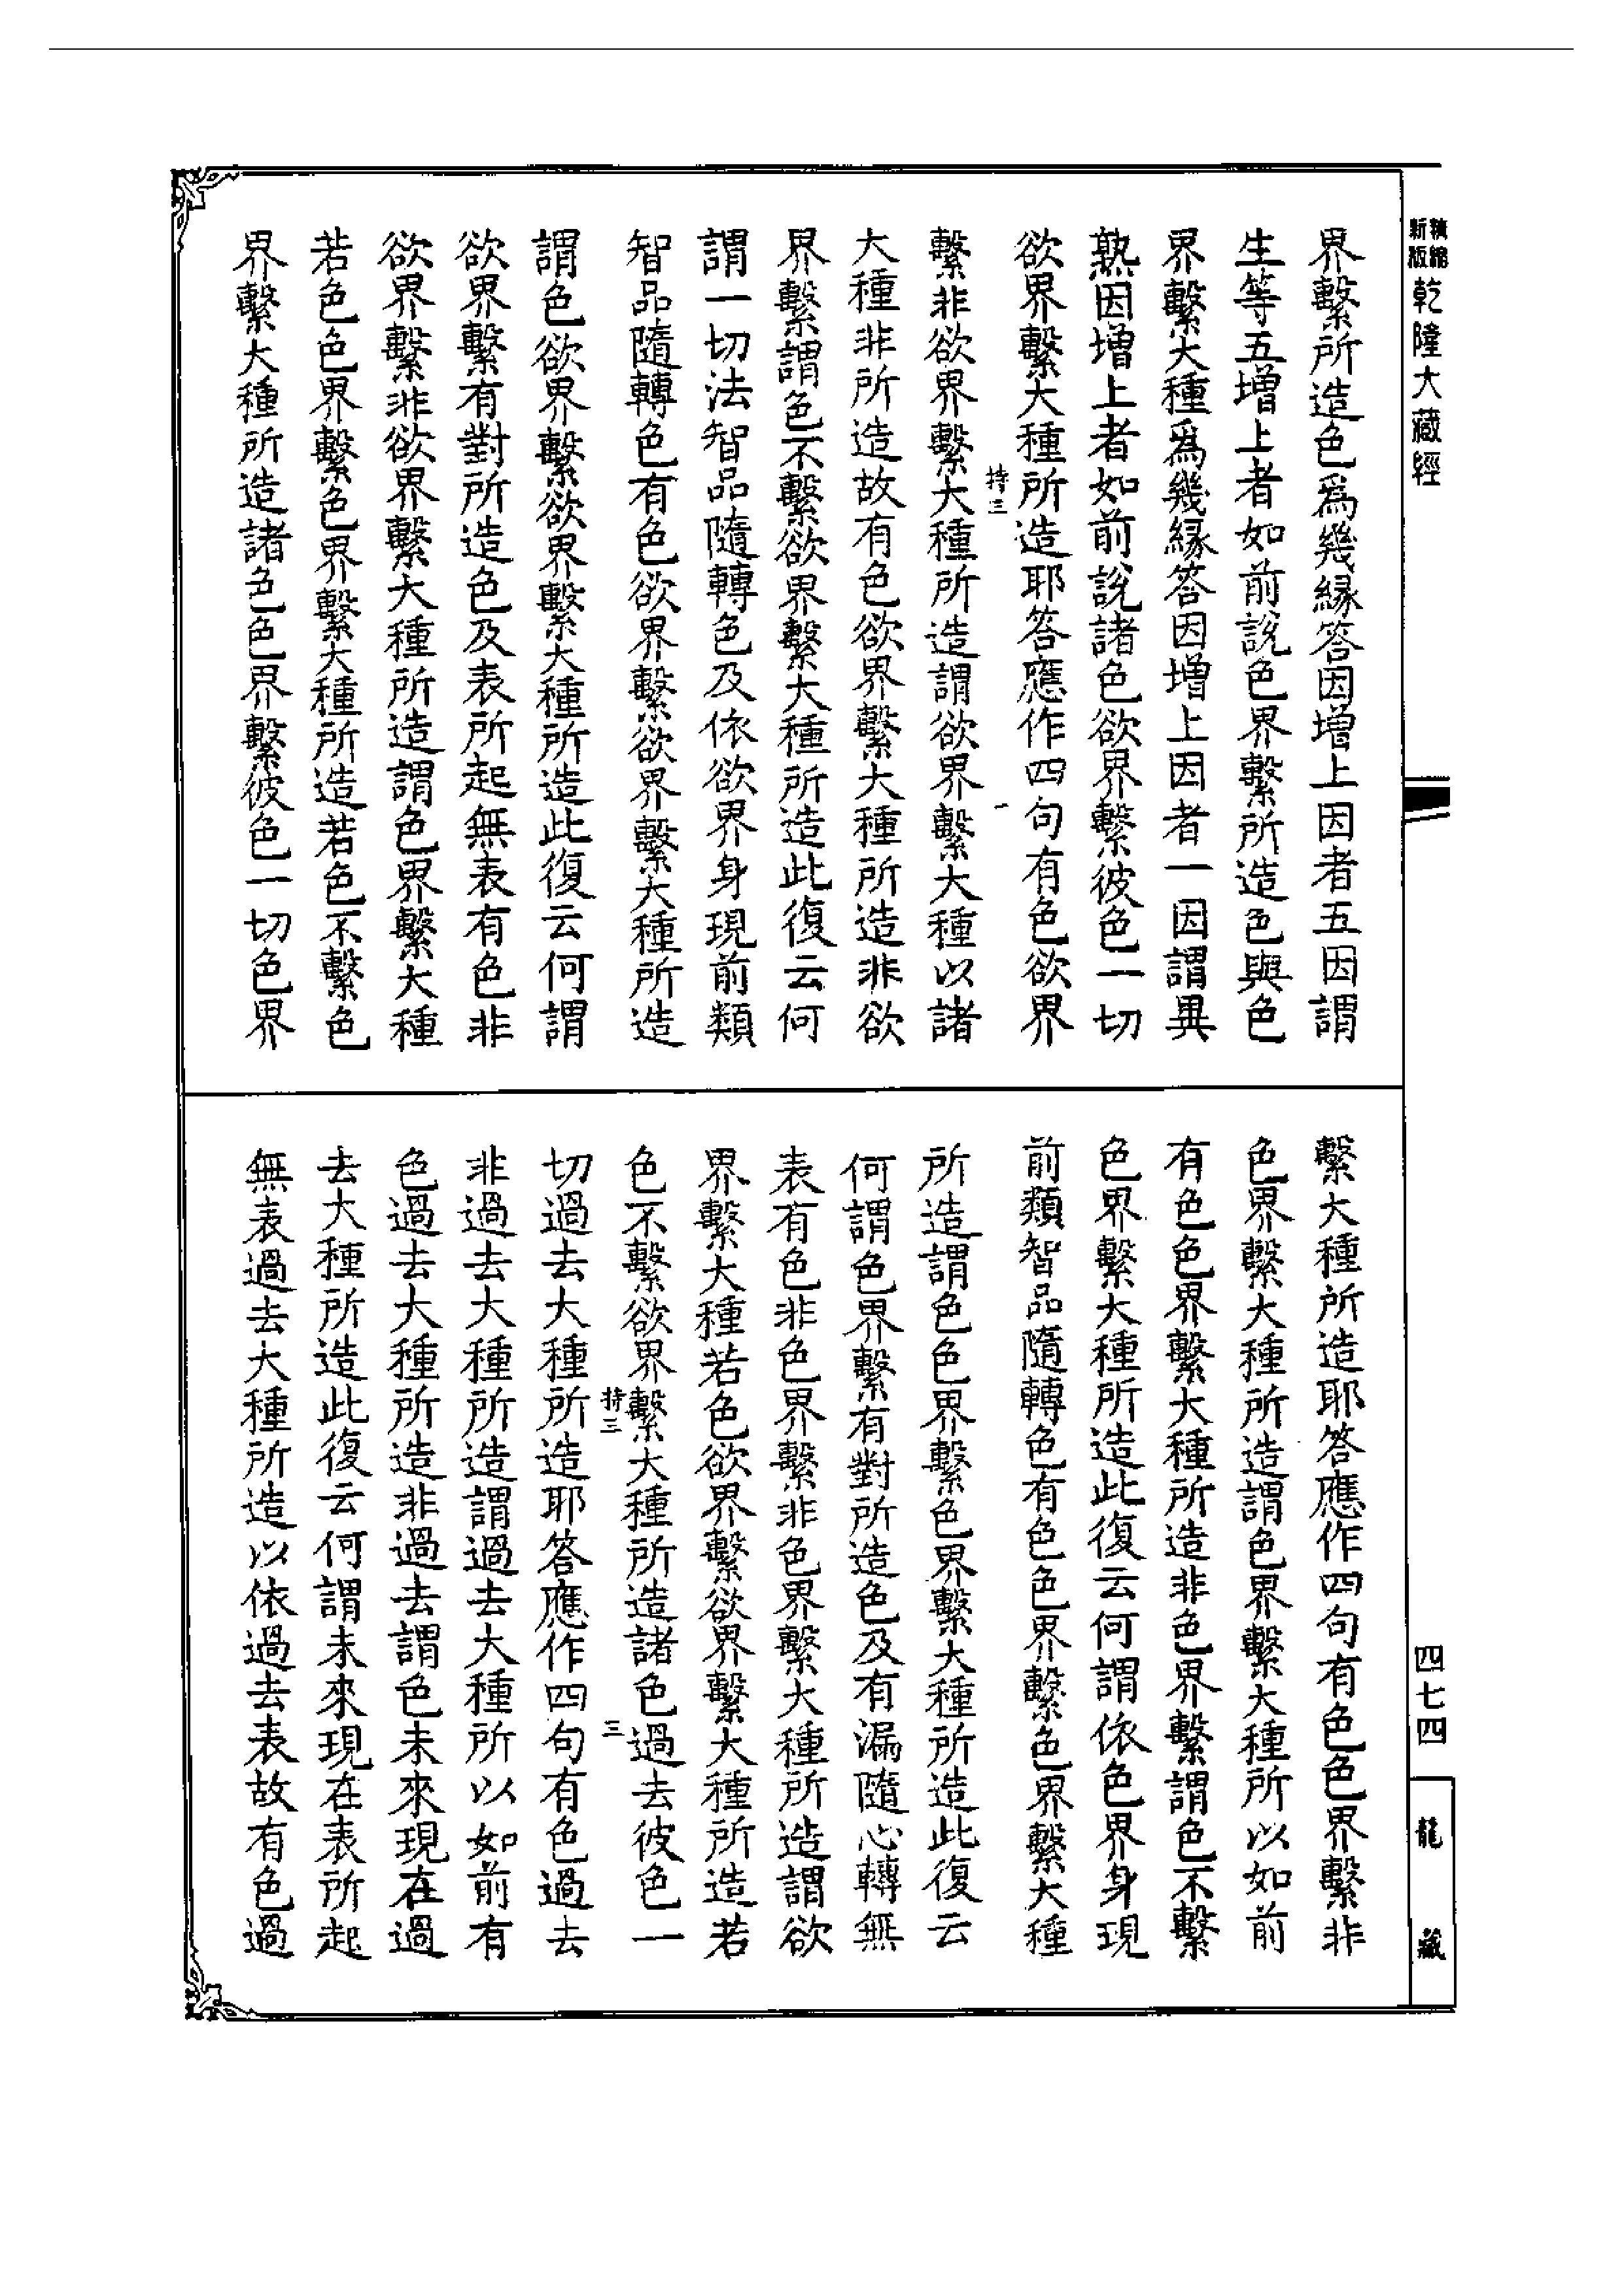 新版
精縮
乾隆大藏經
四七四
龍藏
界繫所造色爲幾緣答因增上因者五因謂
生等五增上者如前說色界繫所造色與色
界繫大種爲幾緣答因增上因者一因謂異
熟因增上者如前說諸色欲界繫彼色一切
欲界繫大種所造耶答應作四句有色欲界
持三
一
繫非欲界繫大種所造謂欲界繫大種以諸
大種非所造故有色欲界繫大種所造非欲
界繫謂色不繫欲界繫大種所造此復云何
謂一切法智品隨轉色及依欲界身現前類
智品隨轉色有色欲界繫欲界繫大種所造
謂色欲界繫欲界繫大種所造此復云何謂
欲界繫有對所造色及表所起無表有色非
欲界繫非欲界繫大種所造謂色界繫大種
若色色界繫色界繫大種所造若色不繫色
界繫大種所造諸色色界繫彼色一切色界
繫大種所造耶答應作四句有色色界繫非
色界繫大種所造謂色界繫大種所以如前
有色色界繫大種所造非色界繫謂色不繫
色界繫大種所造此復云何謂依色界身現
前類智品隨轉色有色色界繫色界繫大種
所造謂色色界繫色界繫大種所造此復云
何謂色界繫有對所造色及有漏隨心轉無
表有色非色界繫非色界繫大種所造謂欲
界繫大種若色欲界繫欲界繫大種所造若
色不繫欲界繫大種所造諸色過去彼色一
持三
三
切過去大種所造耶答應作四句有色過去
非過去大種所造謂過去大種所以如前有
色過去大種所造非過去謂色未來現在過
去大種所造此復云何謂未來現在表所起
無表過去大種所造以依過去表故有色過